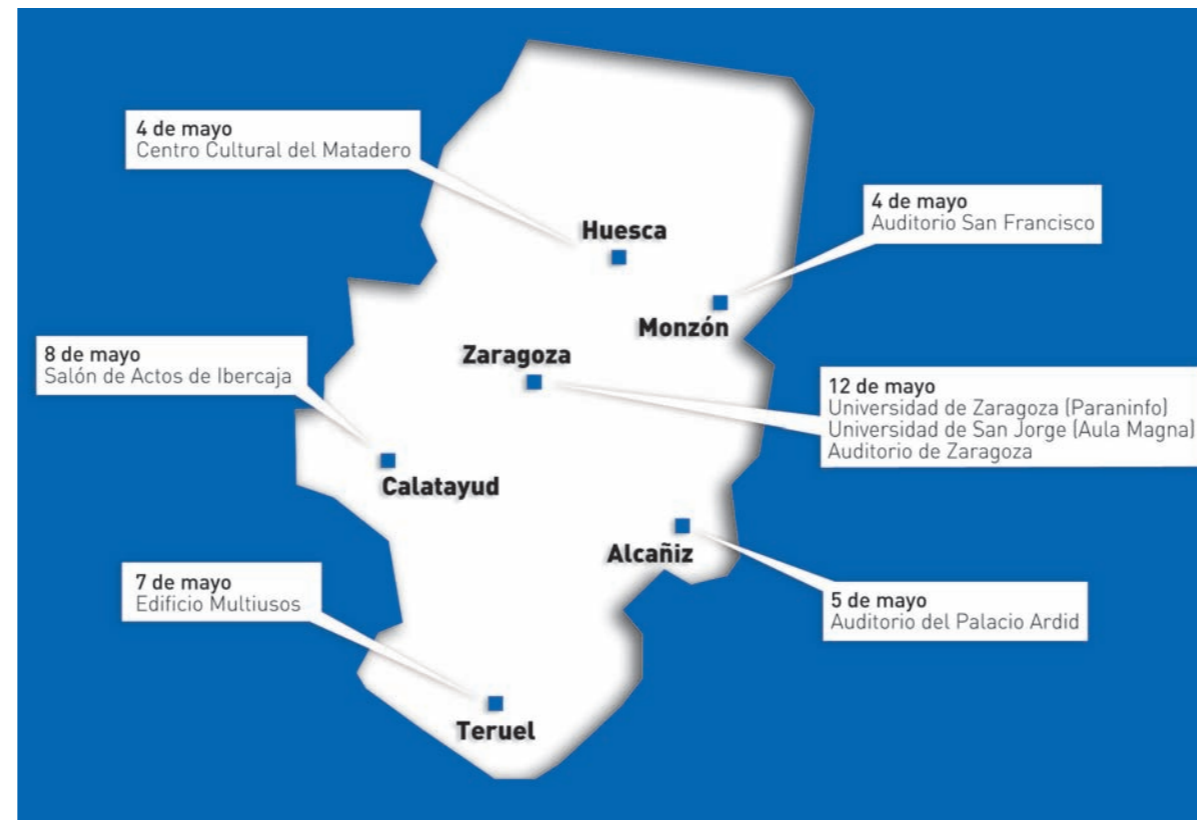 4 de mayo
Centro Cultural del Matadero
4 de mayo
Auditorio San Francisco
Huesca
Monzón
Zaragoza
8 de mayo
Salón de Actos de Ibercaja
12 de mayo
Universidad de Zaragoza (Paraninfo)
Universidad de San Jorge (Aula Magna)
Auditorio de Zaragoza
Calatayud
Alcañiz
7 de mayo
Edificio Multiusos
5 de mayo
Auditorio del Palacio Ardid
Teruel